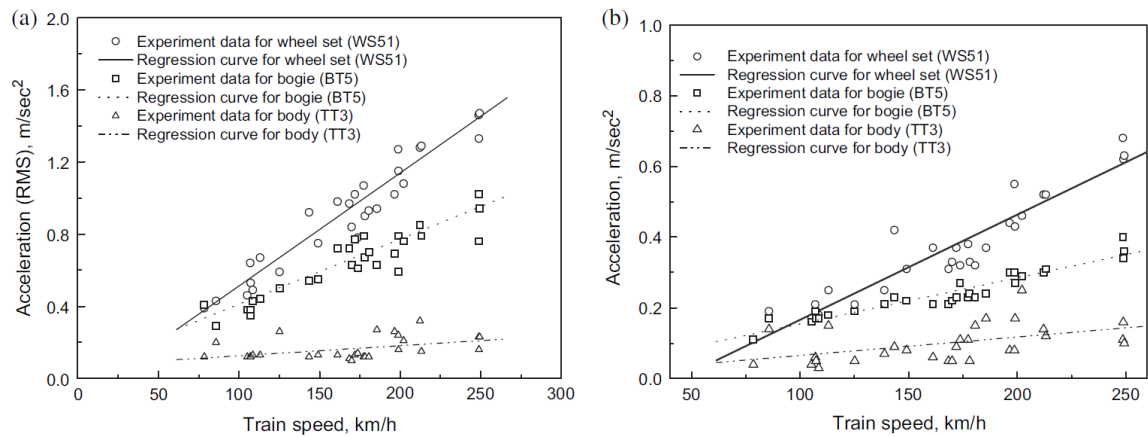 (a)
2.0
1.6
1.2
0.8
0.4
0.0
Acceleration (RMS), m/sec²
Experiment data for wheel set (WS51)
Regression curve for wheel set (WS51)
Experiment data for bogie (BT5)
Regression curve for bogie (BT5)
Experiment data for body (TT3)
Regression curve for body (TT3)
0 50 100 150 200 250 300
Train speed, km/h
(b)
1.0
0.8
0.6
0.4
0.2
0.0
Acceleration, m/sec²
Experiment data for wheel set (WS51)
Regression curve for wheel set (WS51)
Experiment data for bogie (BT5)
Regression curve for bogie (BT5)
Experiment data for body (TT3)
Regression curve for body (TT3)
50 100 150 200 250
Train speed, km/h